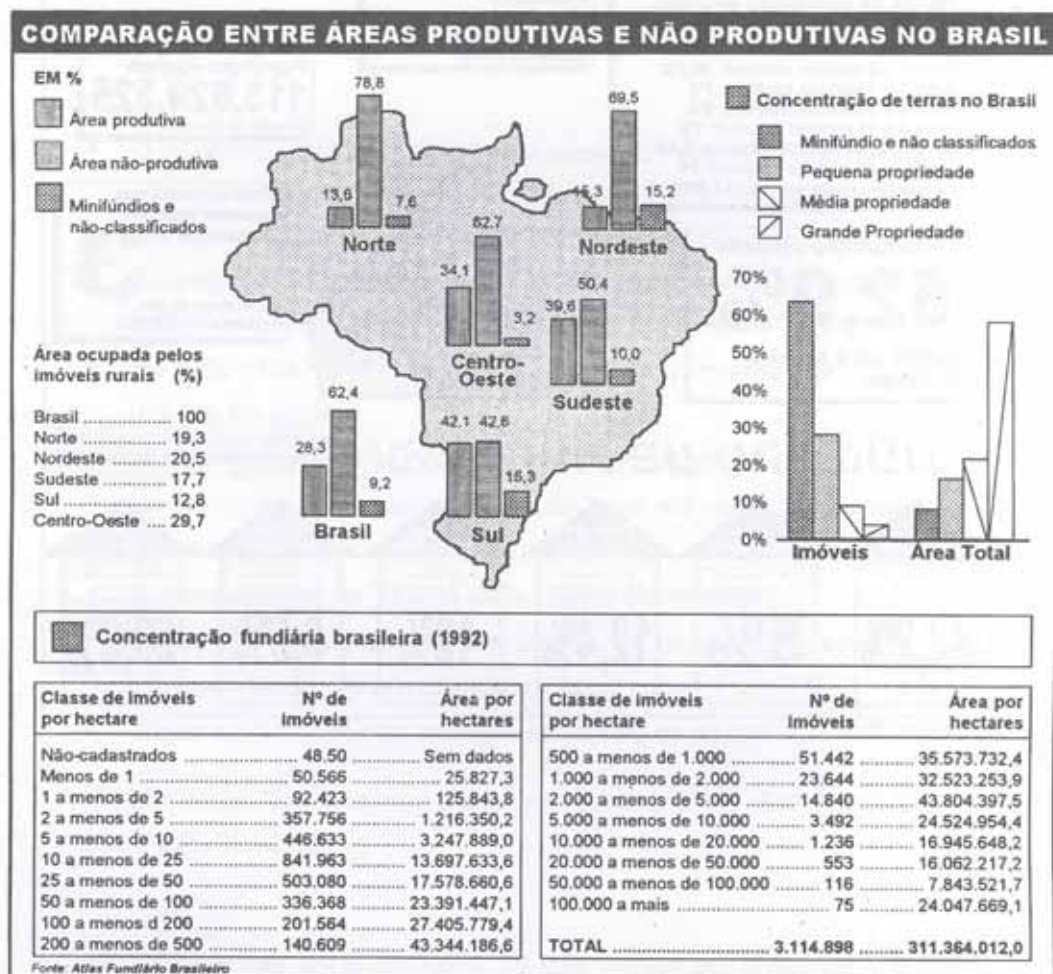 COMPARAÇÃO ENTRE ÁREAS PRODUTIVAS E NÃO PRODUTIVAS NO BRASIL
EM %
Área produtiva
Área não-produtiva
Minifúndios e
não-classificados
78,8
13,6
7,6
Norte
69,5
15,3
15,2
Nordeste
62,7
34,1
3,2
Centro-
Oeste
50,4
39,6
10,0
Sudeste
42,1
42,6
15,3
Sul
62,4
28,3
9,2
Brasil
Área ocupada pelos
imóveis rurais (%)
Brasil .................... 100
Norte .................... 19,3
Nordeste ............. 20,5
Sudeste ............... 17,7
Sul ........................ 12,8
Centro-Oeste .... 29,7
Concentração de terras no Brasil
Minifúndio e não classificados
Pequena propriedade
Média propriedade
Grande Propriedade
70%
60%
50%
40%
30%
20%
10%
0%
Imóveis
Área Total
Concentração fundiária brasileira (1992)
Classe de imóveis Nº de Área por
por hectare imóveis hectares
Não-cadastrados .................. 48.50 ............ Sem dados
Menos de 1 .......................... 50.566 ................ 25.827,3
1 a menos de 2 .................... 92.423 .............. 125.843,8
2 a menos de 5 .................. 357.756 ........... 1.216.350,2
5 a menos de 10 ................ 446.633 ........... 3.247.889,0
10 a menos de 25 .............. 841.963 ......... 13.697.633,6
25 a menos de 50 .............. 503.080 ......... 17.578.660,6
50 a menos de 100 ............ 336.368 ......... 23.391.447,1
100 a menos d 200 ............ 201.564 ......... 27.405.779,4
200 a menos de 500 .......... 140.609 ......... 43.344.186,6
Classe de imóveis Nº de Área por
por hectare imóveis hectares
500 a menos de 1.000 ............ 51.442 ........... 35.573.732,4
1.000 a menos de 2.000 ......... 23.644 ........... 32.523.253,9
2.000 a menos de 5.000 ......... 14.840 ........... 43.804.397,5
5.000 a menos de 10.000 ......... 3.492 ........... 24.524.954,4
10.000 a menos de 20.000 ....... 1.236 ........... 16.945.648,2
20.000 a menos de 50.000 .......... 553 ........... 16.062.217,2
50.000 a menos de 100.000 ........ 116 ............. 7.843.521,7
100.000 a mais ............................ 75 ........... 24.047.669,1
TOTAL ................................ 3.114.898 ........ 311.364.012,0
Fonte: Atlas Fundiário Brasileiro